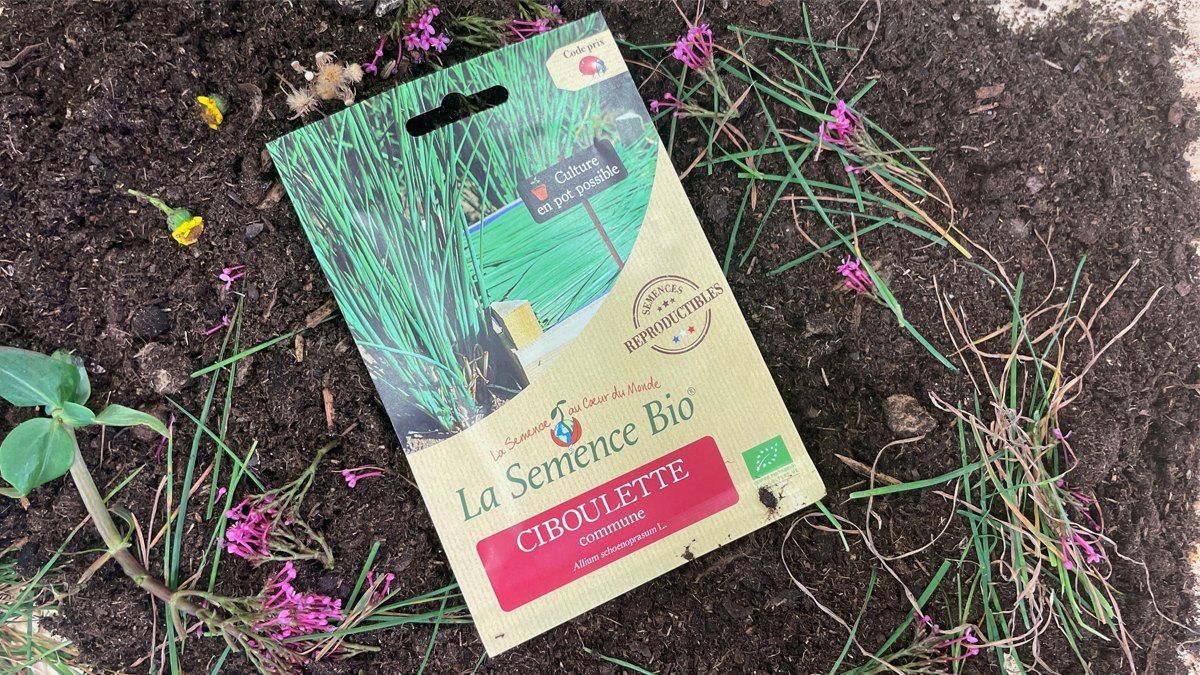 Code prix
Culture
en pot possible
SEMENCES
REPRODUCTIBLES
La Semence au Cœur du Monde
La Semence Bio®
CIBOULETTE
commune
Allium schoenoprasum L.